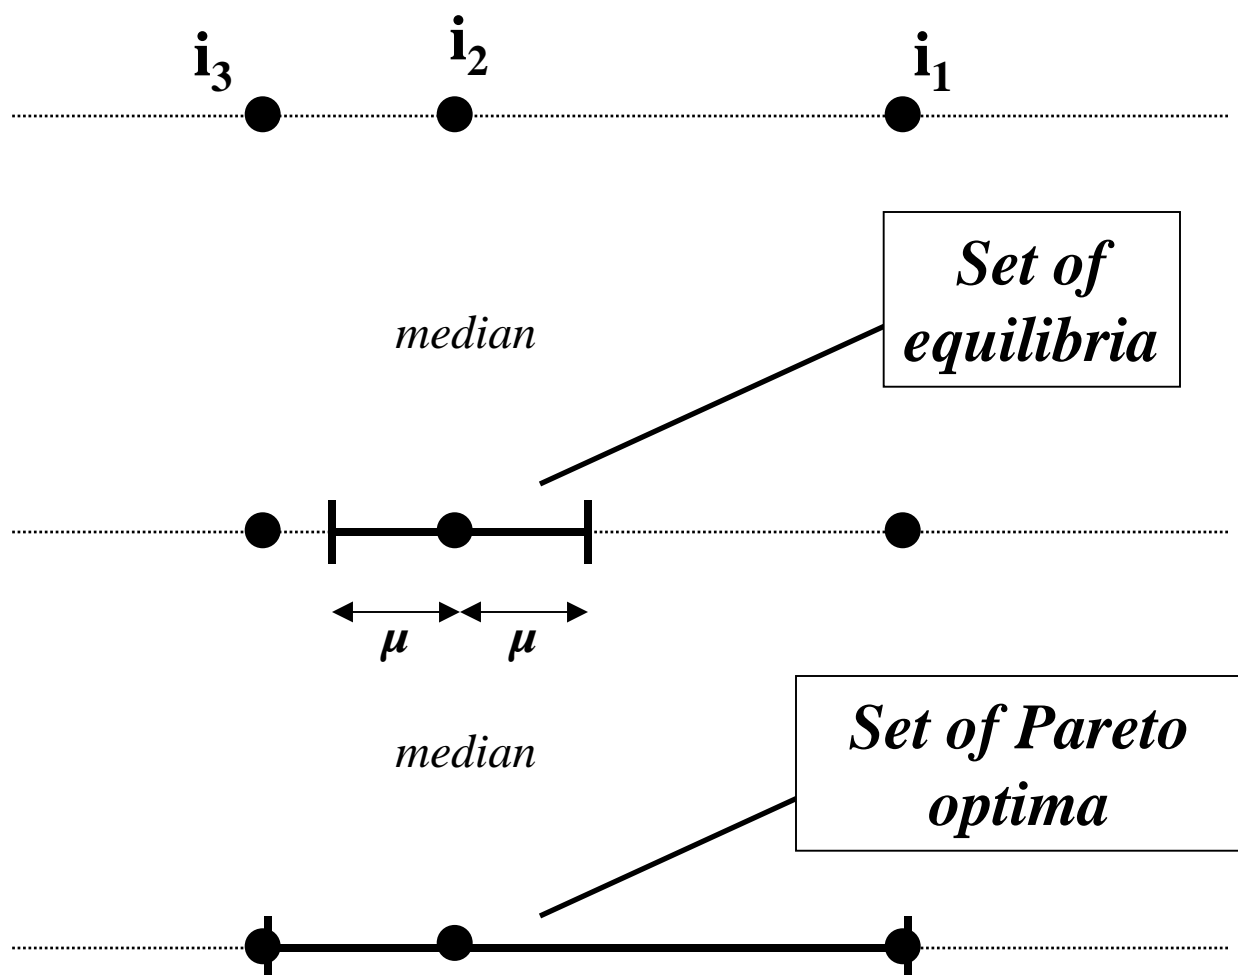 i₃ i₂ i₁
Set of
equilibria
median
μ μ
Set of Pareto
optima
median